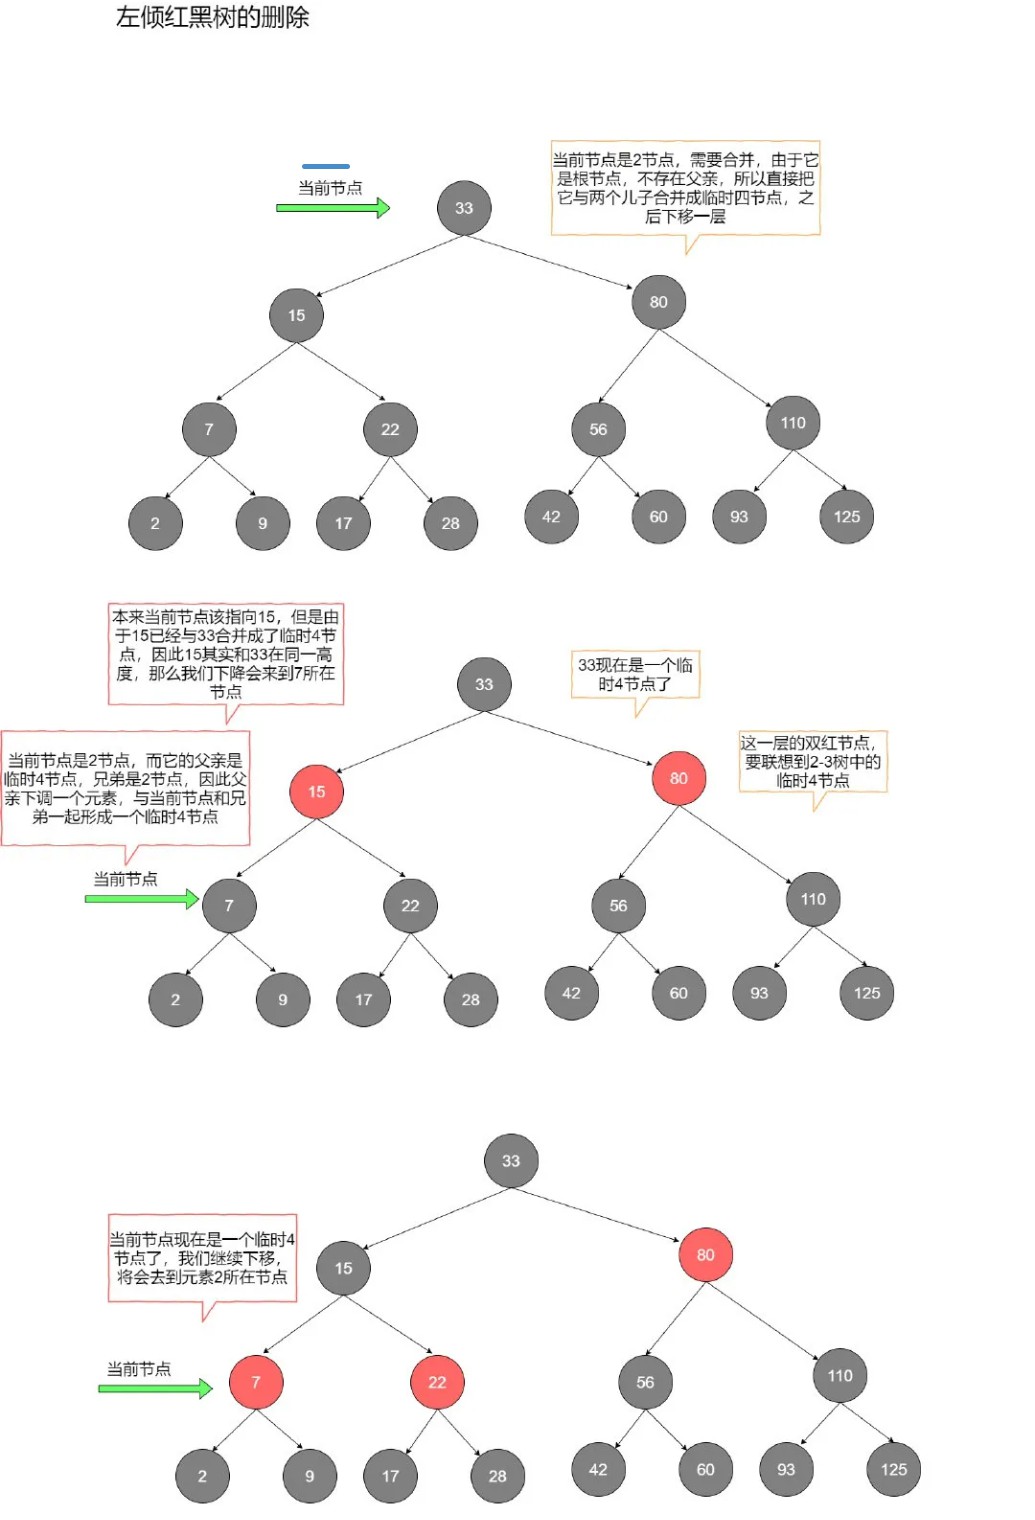 左倾红黑树的删除
当前节点
当前节点是2节点，需要合并，由于它
是根节点，不存在父亲，所以直接把
它与两个儿子合并成临时四节点，之
后下移一层
33
15
80
7
22
56
110
2
9
17
28
42
60
93
125
本来当前节点该指向15，但是由
于15已经与33合并成了临时4节
点，因此15其实和33在同一高
度，那么我们下降会来到7所在
节点
33现在是一个临
时4节点了
当前节点是2节点，而它的父亲是
临时4节点，兄弟是2节点，因此父
亲下调一个元素，与当前节点和兄
弟一起形成一个临时4节点
这一层的双红节点，
要联想到2-3树中的
临时4节点
33
15
80
当前节点
7
22
56
110
2
9
17
28
42
60
93
125
当前节点现在是一个临时4
节点了，我们继续下移，
将会去到元素2所在节点
33
15
80
当前节点
7
22
56
110
2
9
17
28
42
60
93
125